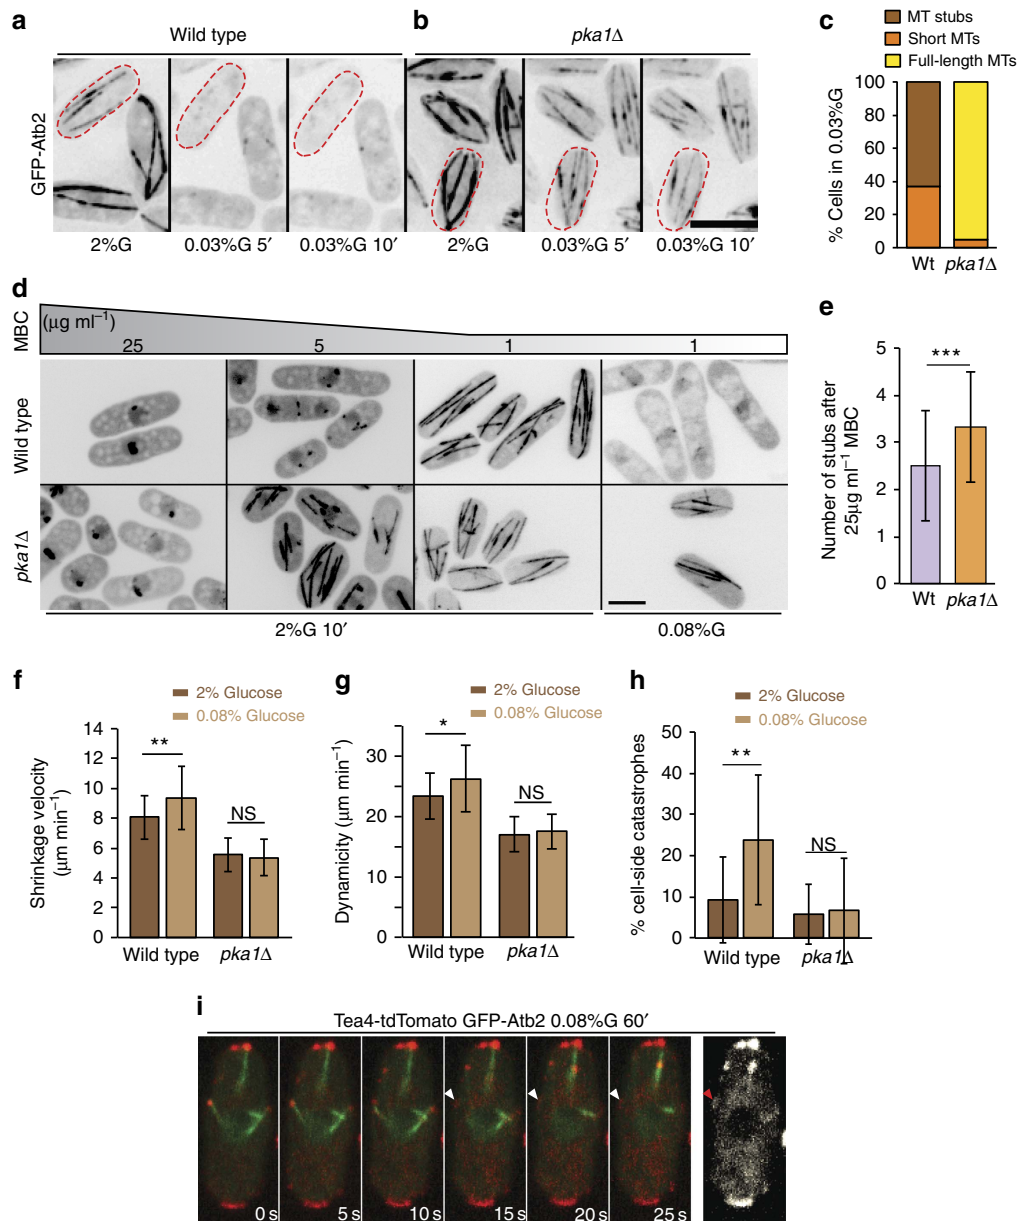 a
Wild type
b
pka1Δ
GFP-Atb2
2%G
0.03%G 5′
0.03%G 10′
2%G
0.03%G 5′
0.03%G 10′
c
MT stubs
Short MTs
Full-length MTs
% Cells in 0.03%G
100
80
60
40
20
0
Wt
pka1Δ
d
MBC
(μg ml−1)
25
5
1
1
Wild type
pka1Δ
2%G 10′
0.08%G
e
Number of stubs after
25μg ml−1 MBC
5
4
3
2
1
0
***
Wt
pka1Δ
f
2% Glucose
0.08% Glucose
Shrinkage velocity
(μm min−1)
14
12
10
8
6
4
2
0
**
NS
Wild type
pka1Δ
g
2% Glucose
0.08% Glucose
Dynamicity (μm min−1)
30
20
10
0
*
NS
Wild type
pka1Δ
h
2% Glucose
0.08% Glucose
% cell-side catastrophes
50
40
30
20
10
0
**
NS
Wild type
pka1Δ
i
Tea4-tdTomato GFP-Atb2 0.08%G 60′
0 s
5 s
10 s
15 s
20 s
25 s